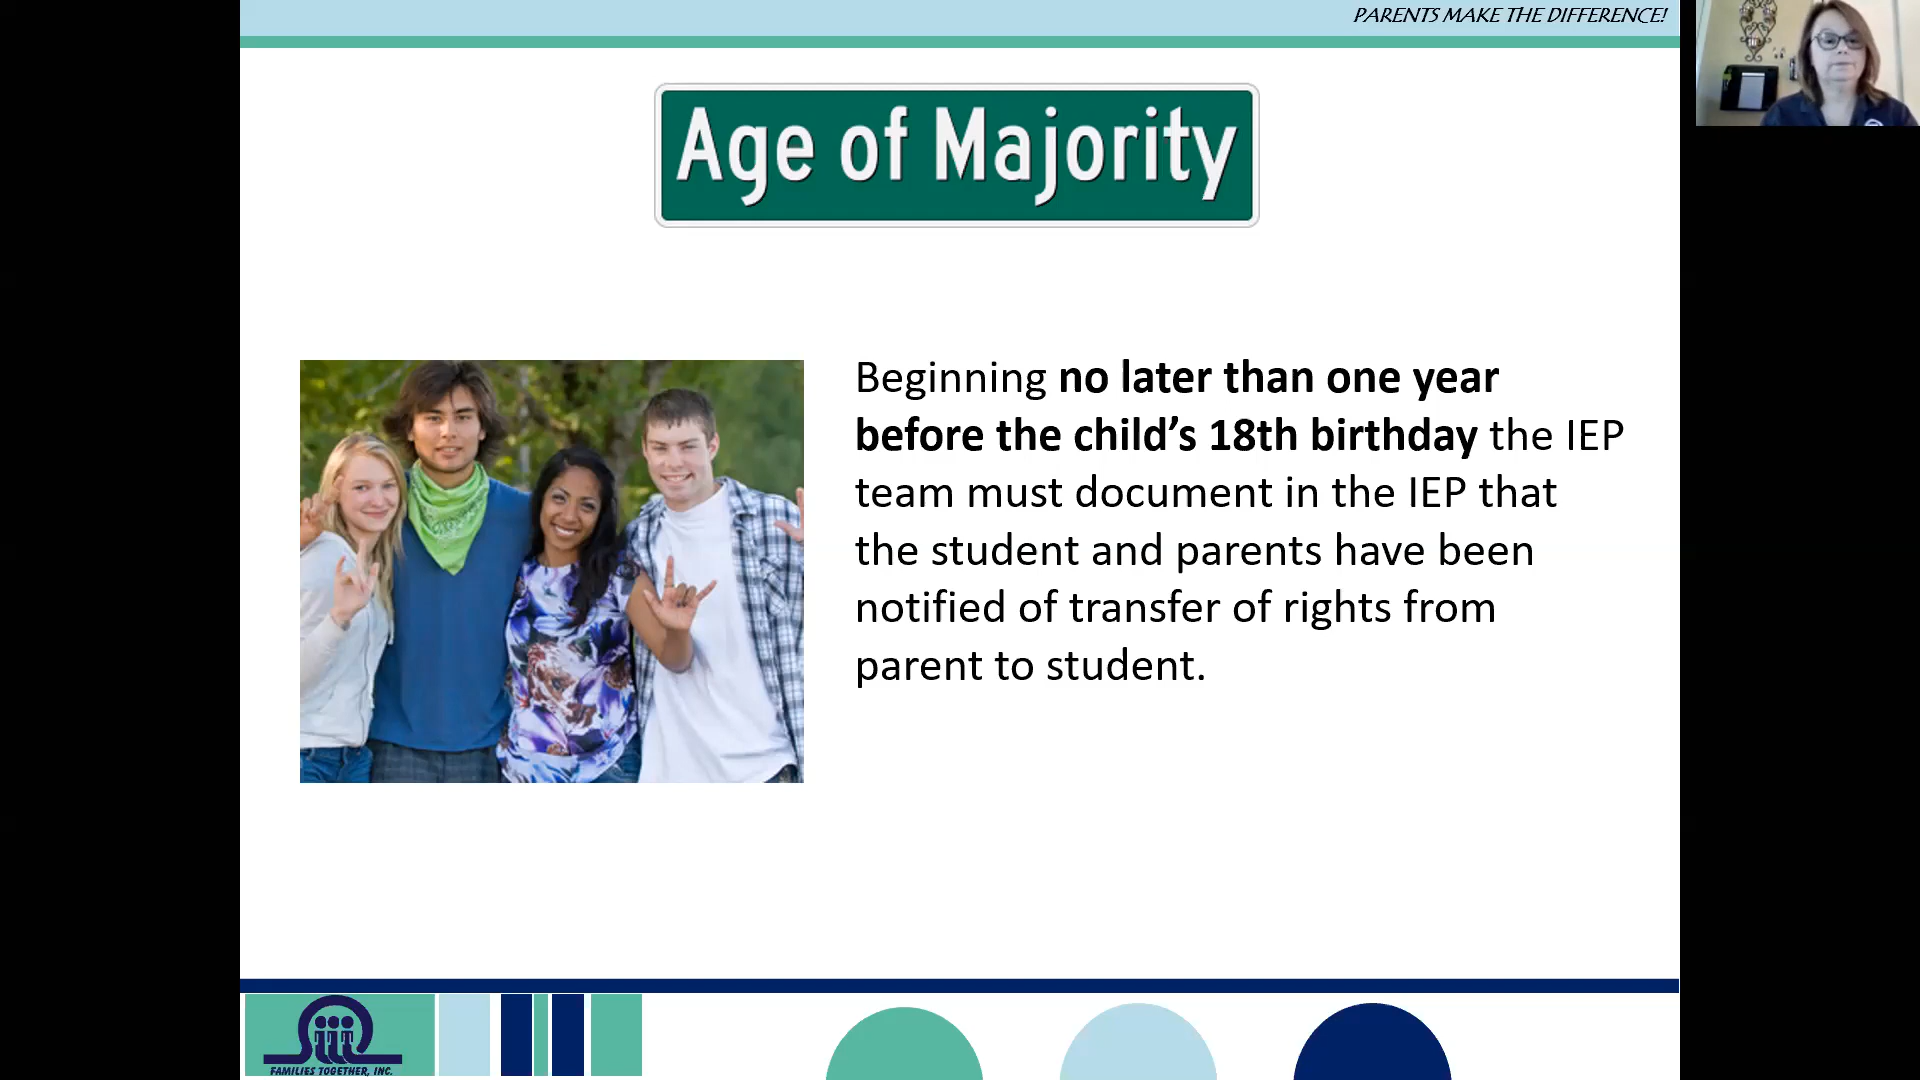 PARENTS MAKE THE DIFFERENCE!
Age of Majority
Beginning no later than one year
before the child’s 18th birthday the IEP
team must document in the IEP that
the student and parents have been
notified of transfer of rights from
parent to student.
FAMILIES TOGETHER, INC.